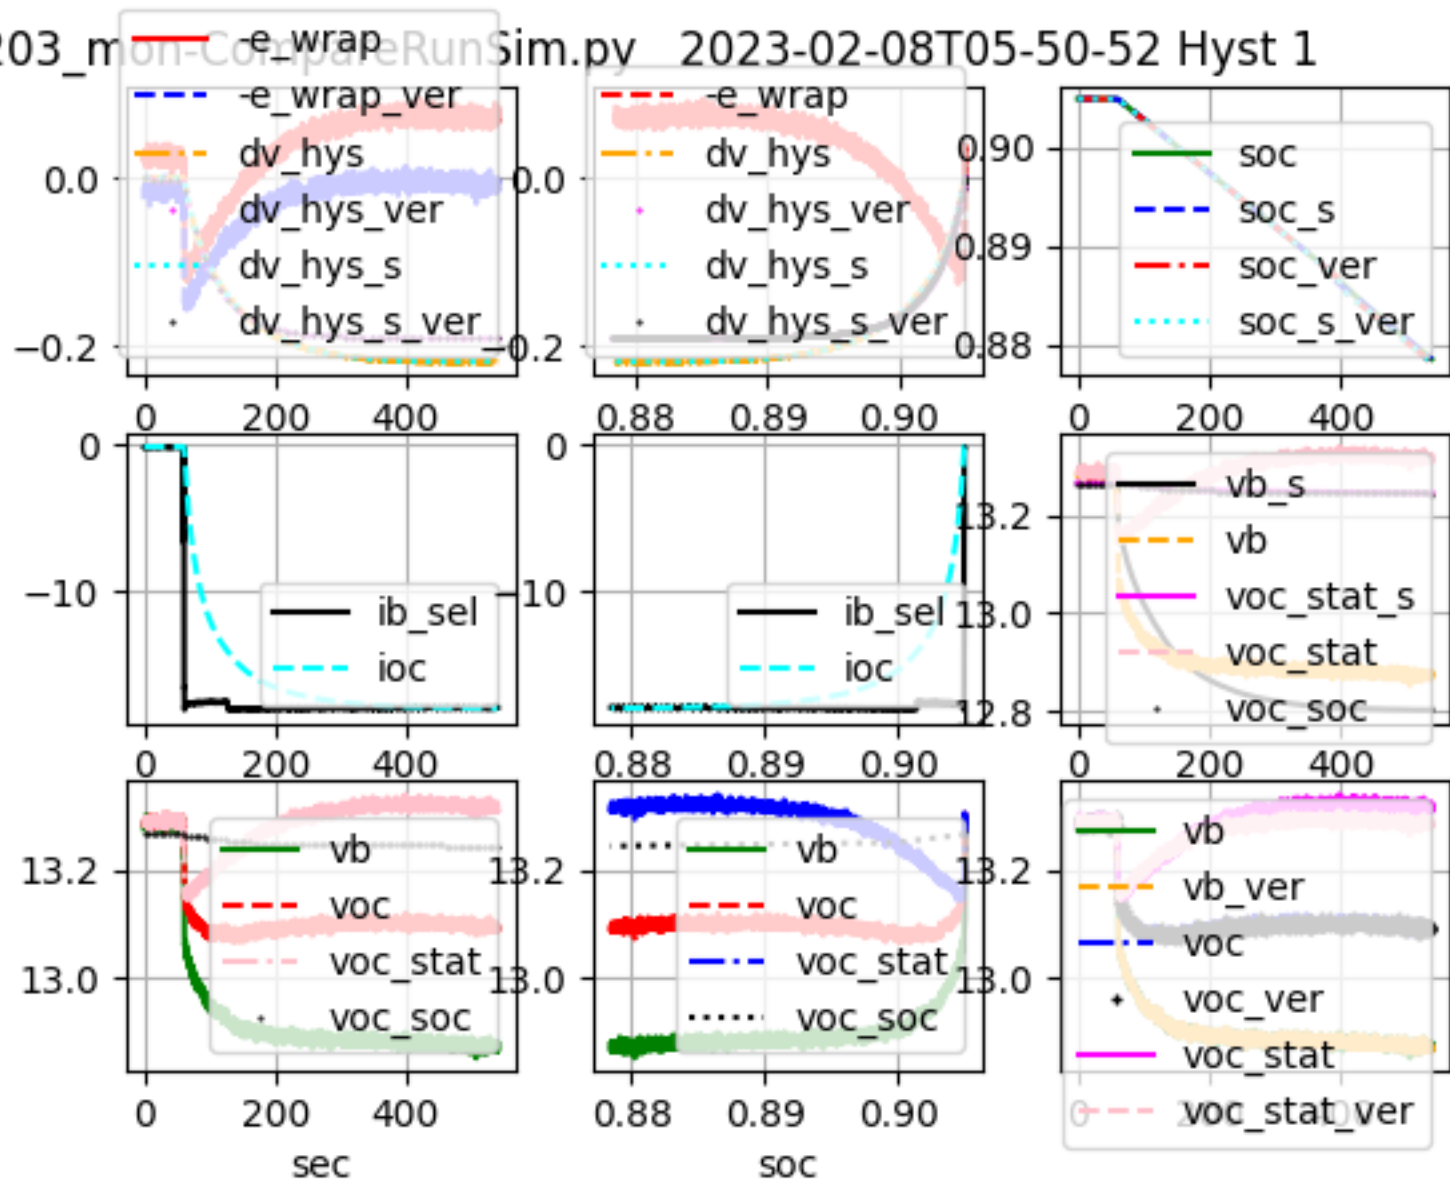 203_mon-CompareRunSim.py 2023-02-08T05-50-52 Hyst 1
-e_wrap
-e_wrap_ver
dv_hys
dv_hys_ver
dv_hys_s
dv_hys_s_ver
0.0
−0.2
0 200 400
-e_wrap
dv_hys
dv_hys_ver
dv_hys_s
dv_hys_s_ver
0.0
−0.2
0.88 0.89 0.90
soc
soc_s
soc_ver
soc_s_ver
0.90
0.89
0.88
0 200 400
0
−10
ib_sel
ioc
0 200 400
0
−10
ib_sel
ioc
0.88 0.89 0.90
13.2
13.0
12.8
vb_s
vb
voc_stat_s
voc_stat
voc_soc
0 200 400
13.2
13.0
vb
voc
voc_stat
voc_soc
0 200 400
sec
13.2
13.0
vb
voc
voc_stat
voc_soc
0.88 0.89 0.90
soc
13.2
13.0
vb
vb_ver
voc
voc_ver
voc_stat
voc_stat_ver
0 200 400